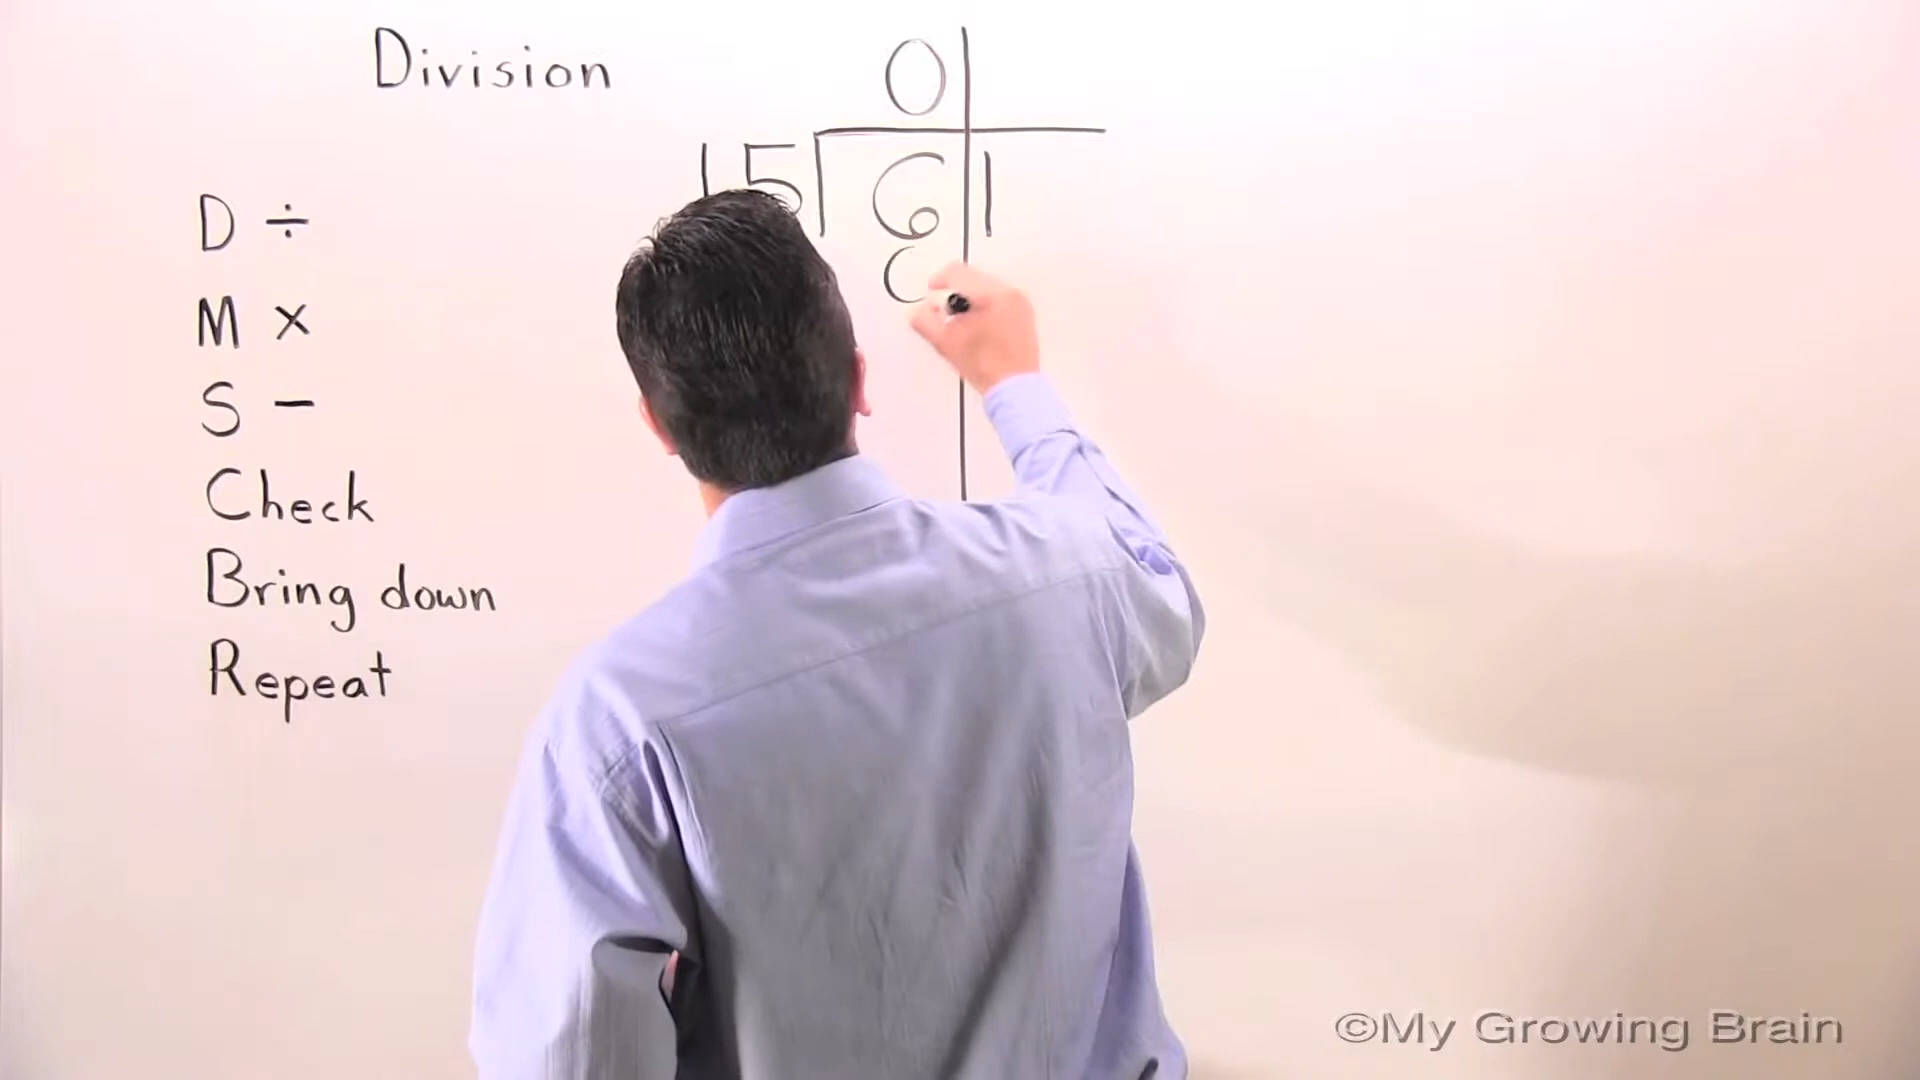 Division
0
15 6 1
D ÷
M ×
S −
Check
Bring down
Repeat
©My Growing Brain